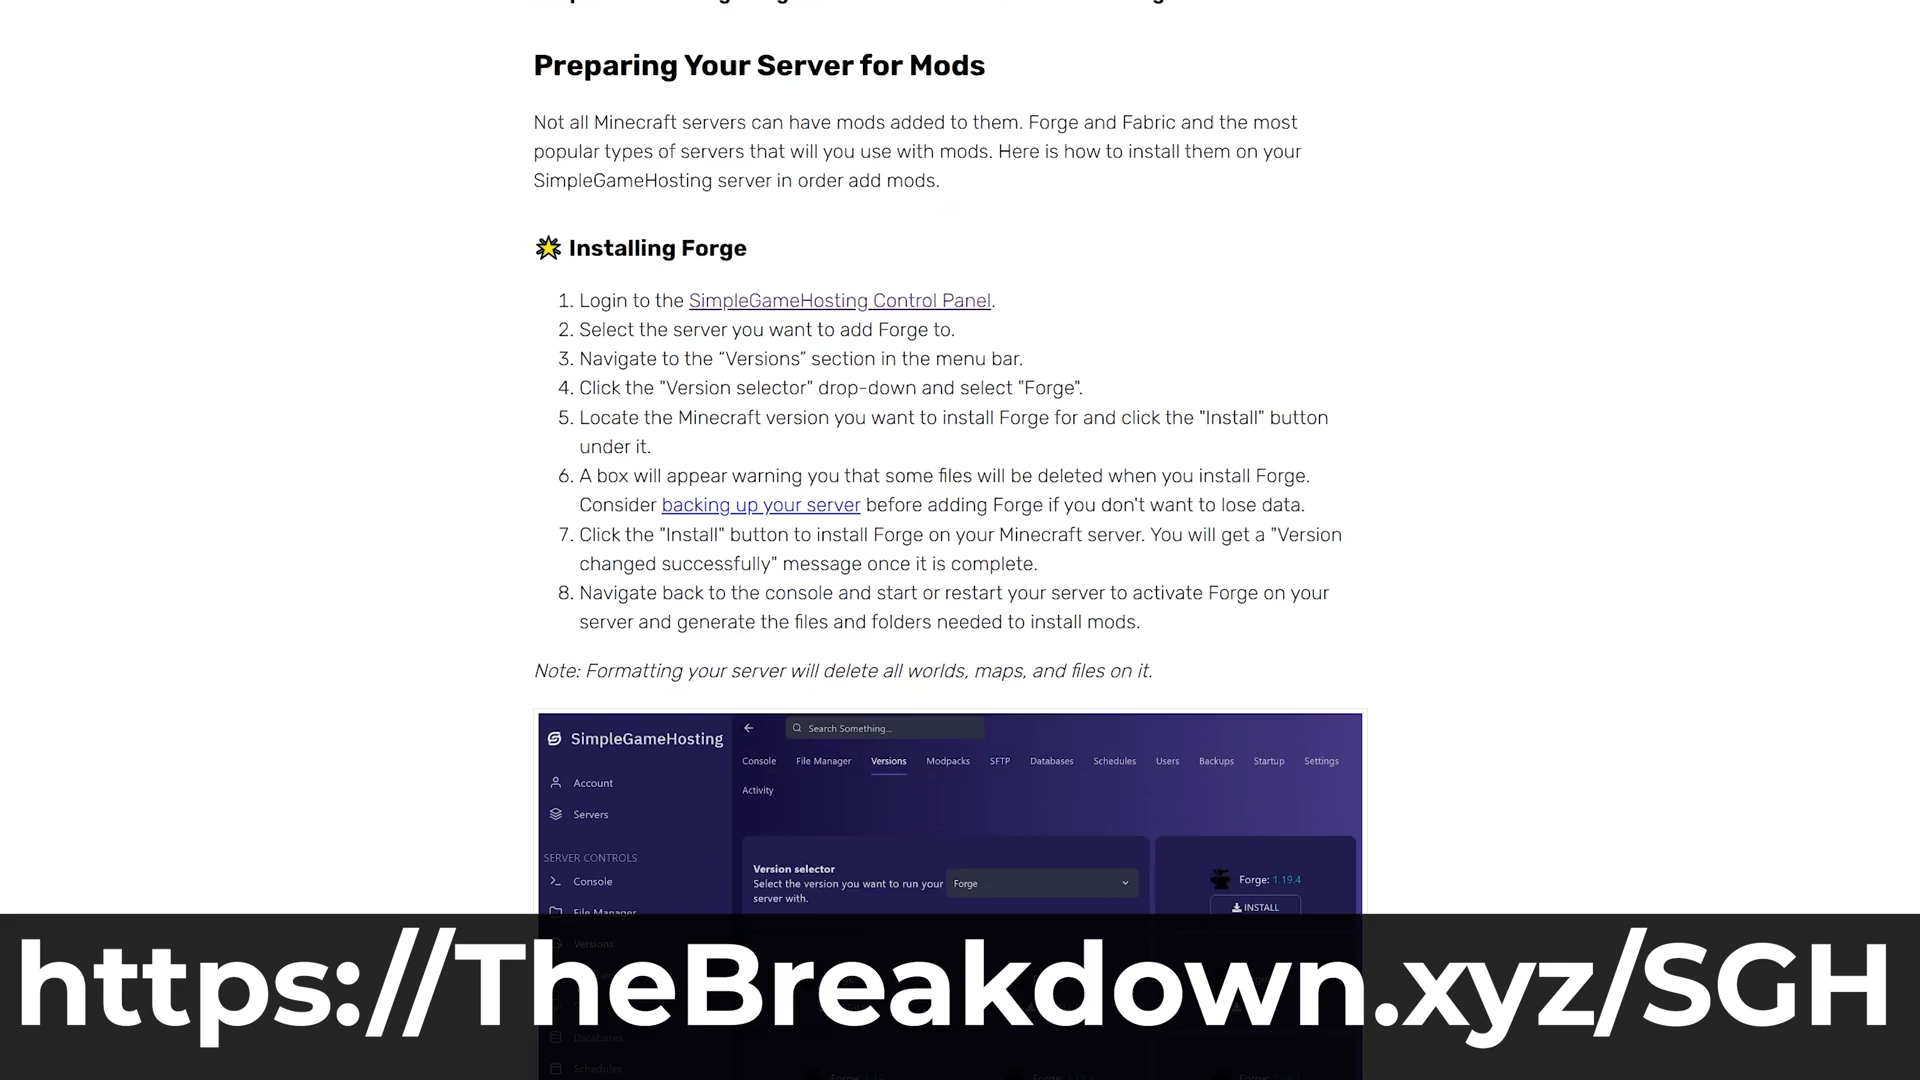 Preparing Your Server for Mods
Not all Minecraft servers can have mods added to them. Forge and Fabric and the most
popular types of servers that will you use with mods. Here is how to install them on your
SimpleGameHosting server in order add mods.
Installing Forge
1. Login to the SimpleGameHosting Control Panel.
2. Select the server you want to add Forge to.
3. Navigate to the “Versions” section in the menu bar.
4. Click the "Version selector" drop-down and select "Forge".
5. Locate the Minecraft version you want to install Forge for and click the "Install" button
under it.
6. A box will appear warning you that some files will be deleted when you install Forge.
Consider backing up your server before adding Forge if you don't want to lose data.
7. Click the "Install" button to install Forge on your Minecraft server. You will get a "Version
changed successfully" message once it is complete.
8. Navigate back to the console and start or restart your server to activate Forge on your
server and generate the files and folders needed to install mods.
Note: Formatting your server will delete all worlds, maps, and files on it.
SimpleGameHosting
Search Something...
Console File Manager Versions Modpacks SFTP Databases Schedules Users Backups Startup Settings
Activity
Account
Servers
SERVER CONTROLS
Console
File Manager
Versions
Databases
Schedules
Version selector
Select the version you want to run your
server with.
Forge
Forge: 1.19.4
INSTALL
https://TheBreakdown.xyz/SGH